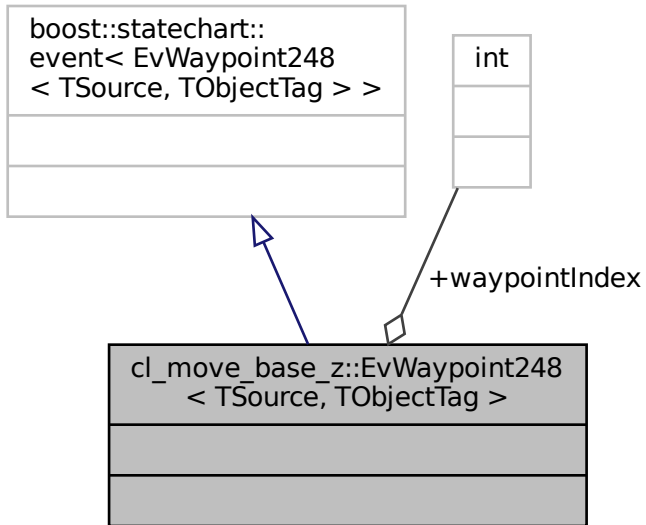 boost::statechart::
event< EvWaypoint248
< TSource, TObjectTag > >
int
+waypointIndex
cl_move_base_z::EvWaypoint248
< TSource, TObjectTag >